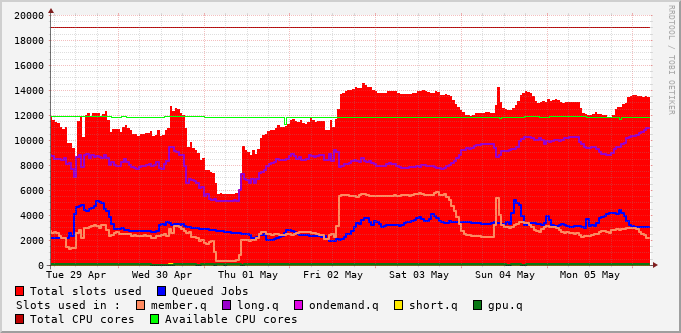 RRDTOOL / TOBI OETIKER
20000
18000
16000
14000
12000
10000
8000
6000
4000
2000
0
Tue 29 Apr Wed 30 Apr Thu 01 May Fri 02 May Sat 03 May Sun 04 May Mon 05 May
Total slots used Queued Jobs
Slots used in : member.q long.q ondemand.q short.q gpu.q
Total CPU cores Available CPU cores